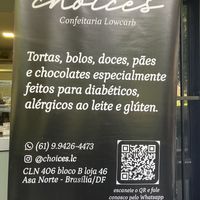 choices
Confeitaria Lowcarb
Tortas, bolos, doces, pães
e chocolates especialmente
feitos para diabéticos,
alérgicos ao leite e glúten.
(61) 9.9426-4473
@choices.lc
CLN 406 bloco B loja 46
Asa Norte - Brasília/DF
escaneie o QR e fale
conosco pelo Whatsapp